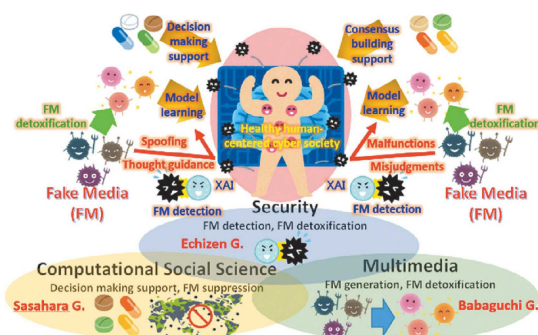 Decision
making
support
Consensus
building
support
Model
learning
Model
learning
FM
detoxification
FM
detoxification
Healthy human-
centered cyber society
Spoofing
Thought guidance
Malfunctions
Misjudgments
Fake Media
(FM)
XAI
XAI
Fake Media
(FM)
FM detection
FM detection
Security
FM detection, FM detoxification
Echizen G.
Computational Social Science
Decision making support, FM suppression
Sasahara G.
Multimedia
FM generation, FM detoxification
Babaguchi G.